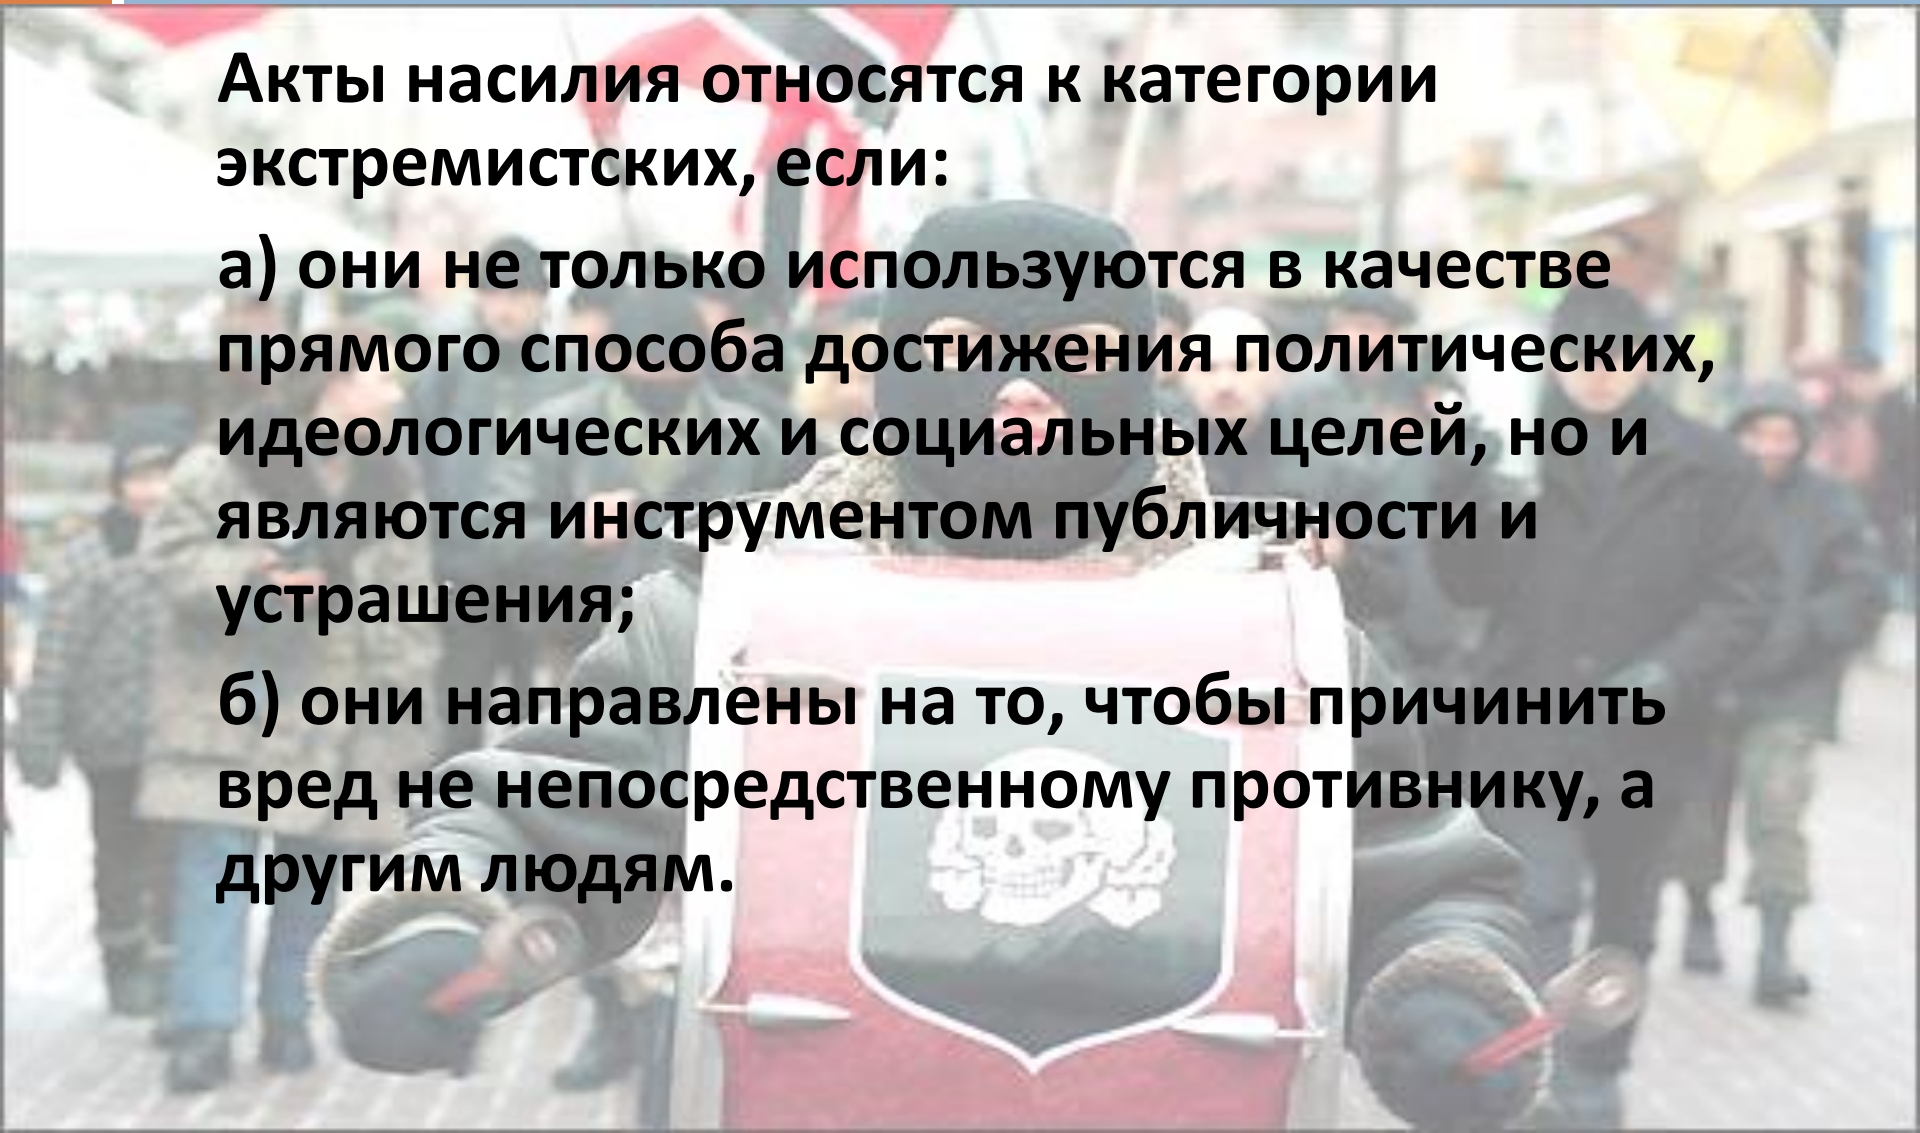 Акты насилия относятся к категории
экстремистских, если:
а) они не только используются в качестве
прямого способа достижения политических,
идеологических и социальных целей, но и
являются инструментом публичности и
устрашения;
б) они направлены на то, чтобы причинить
вред не непосредственному противнику, а
другим людям.